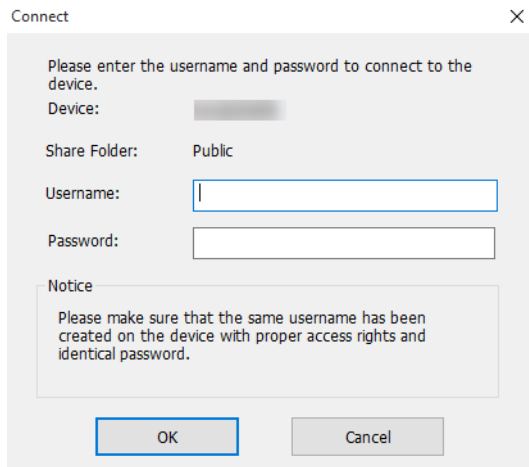 Connect
Please enter the username and password to connect to the
device.
Device:
Share Folder: Public
Username:
Password:
Notice
Please make sure that the same username has been
created on the device with proper access rights and
identical password.
OK Cancel